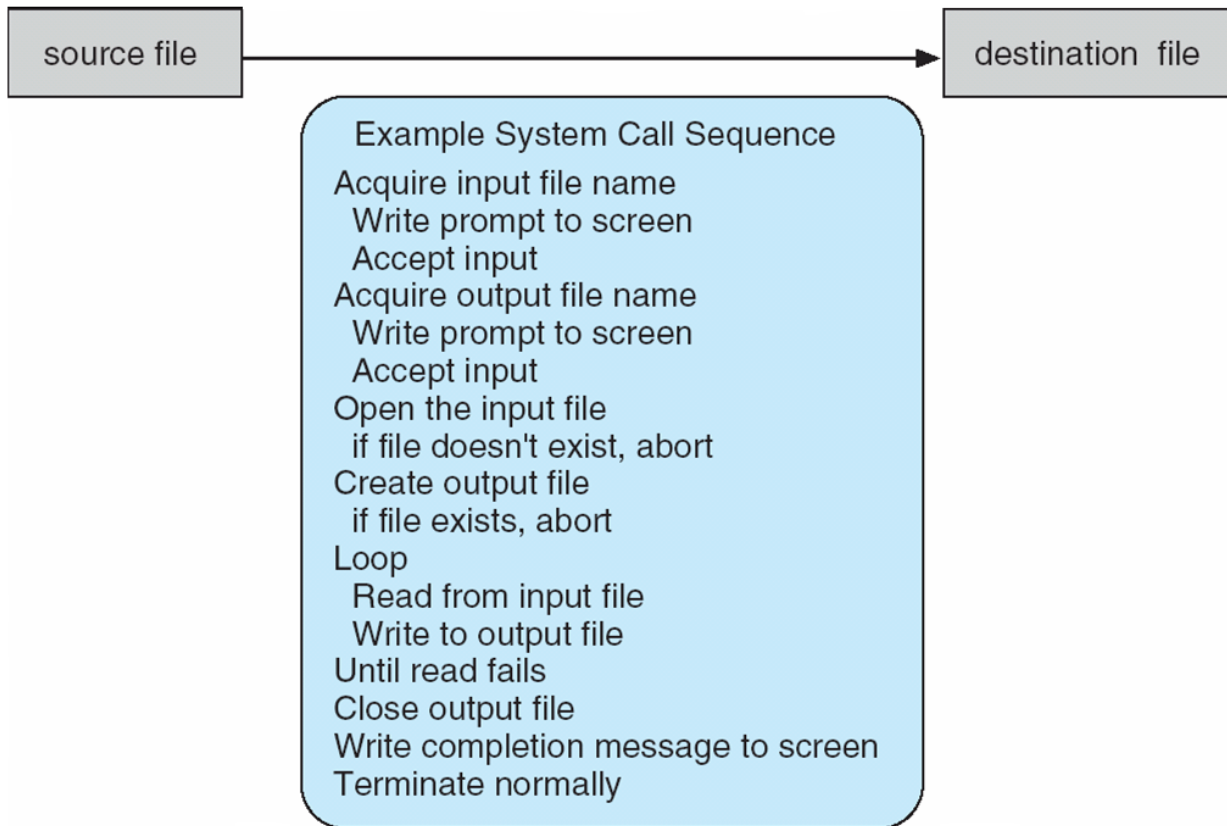 source file
destination file
Example System Call Sequence
Acquire input file name
Write prompt to screen
Accept input
Acquire output file name
Write prompt to screen
Accept input
Open the input file
if file doesn't exist, abort
Create output file
if file exists, abort
Loop
Read from input file
Write to output file
Until read fails
Close output file
Write completion message to screen
Terminate normally